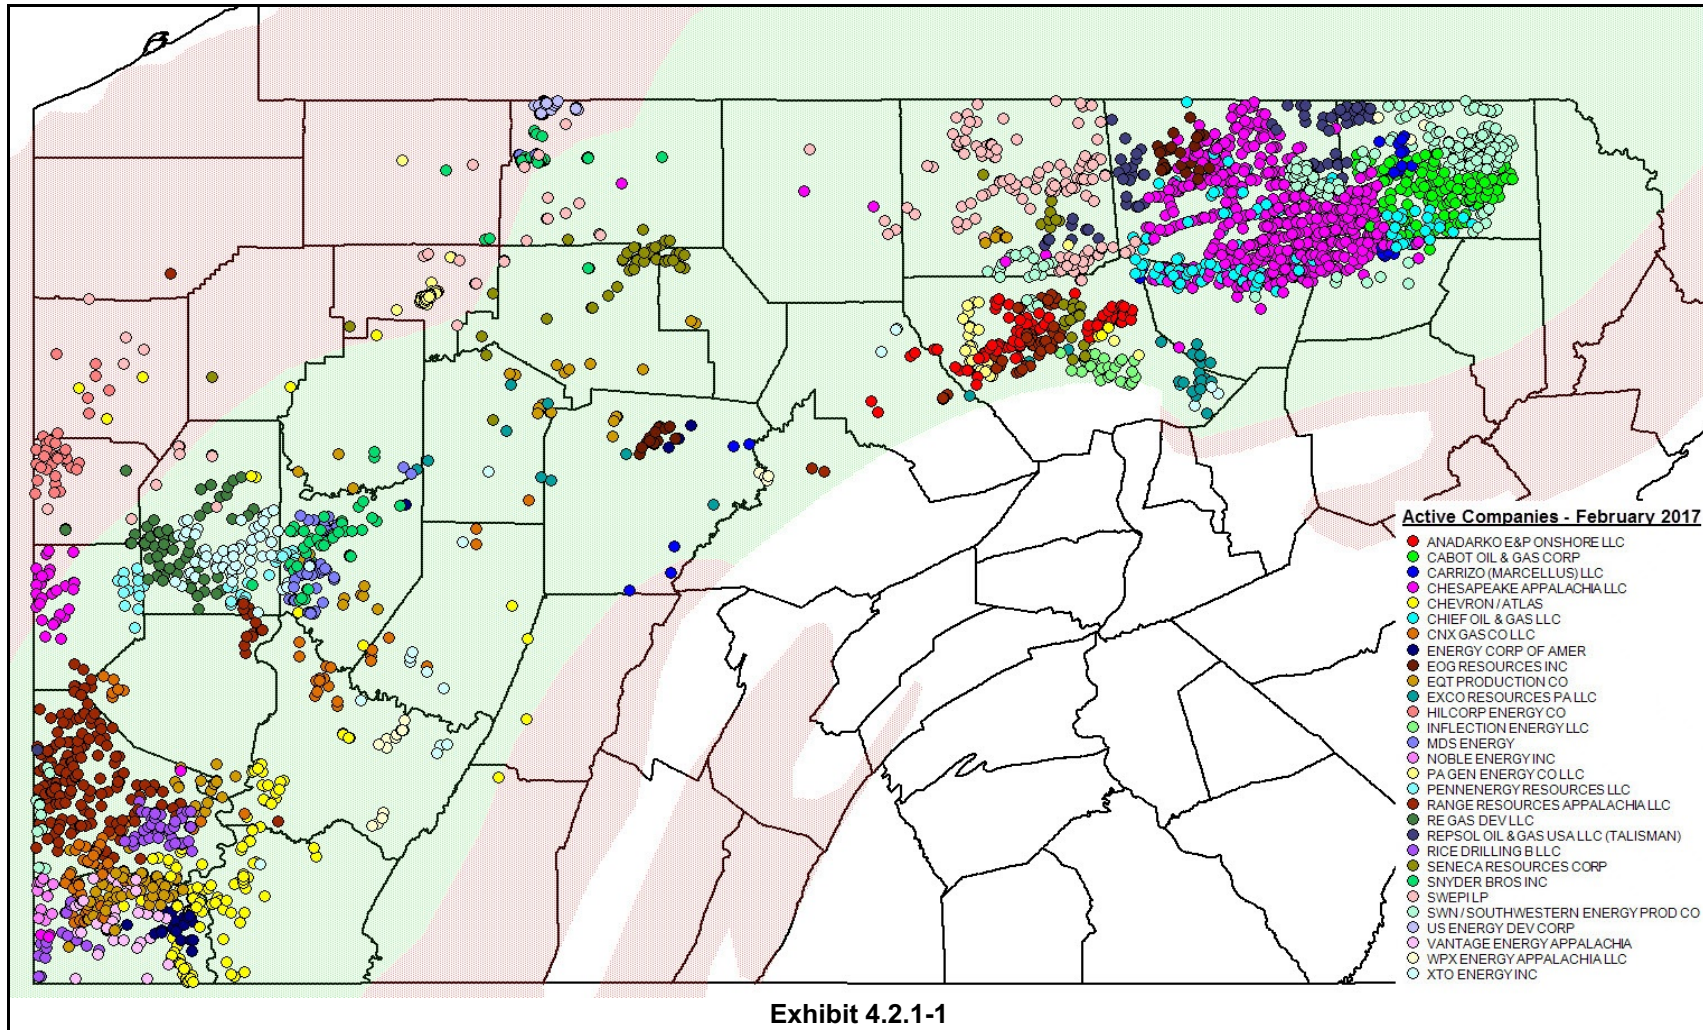 Active Companies - February 2017
ANADARKO E&P ONSHORE LLC
CABOT OIL & GAS CORP
CARRIZO (MARCELLUS) LLC
CHESAPEAKE APPALACHIA LLC
CHEVRON / ATLAS
CHIEF OIL & GAS LLC
CNX GAS CO LLC
ENERGY CORP OF AMER
EOG RESOURCES INC
EQT PRODUCTION CO
EXCO RESOURCES PA LLC
HILCORP ENERGY CO
INFLECTION ENERGY LLC
MDS ENERGY
NOBLE ENERGY INC
PA GEN ENERGY CO LLC
PENNENERGY RESOURCES LLC
RANGE RESOURCES APPALACHIA LLC
RE GAS DEV LLC
REPSOL OIL & GAS USA LLC (TALISMAN)
RICE DRILLING B LLC
SENECA RESOURCES CORP
SNYDER BROS INC
SWEPI LP
SWN / SOUTHWESTERN ENERGY PROD CO
US ENERGY DEV CORP
VANTAGE ENERGY APPALACHIA
WPX ENERGY APPALACHIA LLC
XTO ENERGY INC
Exhibit 4.2.1-1